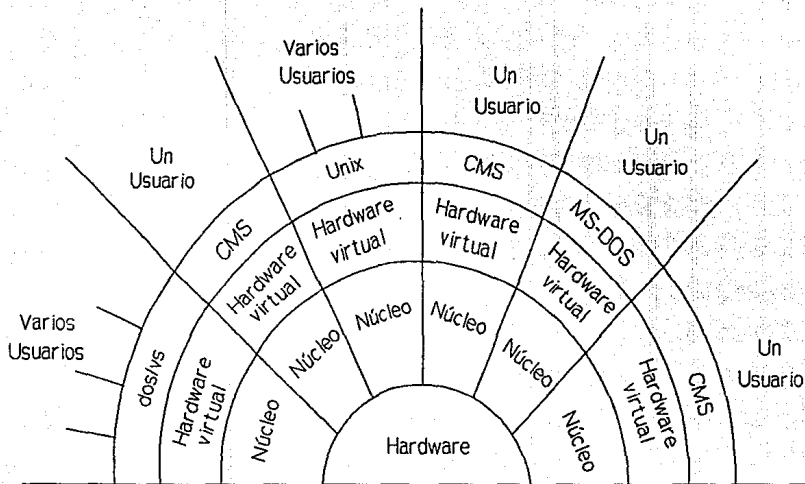 Varios
Usuarios
Un
Usuario
Un
Usuario
Un
Usuario
Unix
CMS
CMS
MS-DOS
Hardware
virtual
Hardware
virtual
Hardware
virtual
Hardware
virtual
Varios
Usuarios
dos/vs
Hardware
virtual
Núcleo
Núcleo
Núcleo
Núcleo
Núcleo
Núcleo
Hardware
virtual
CMS
Un
Usuario
Hardware